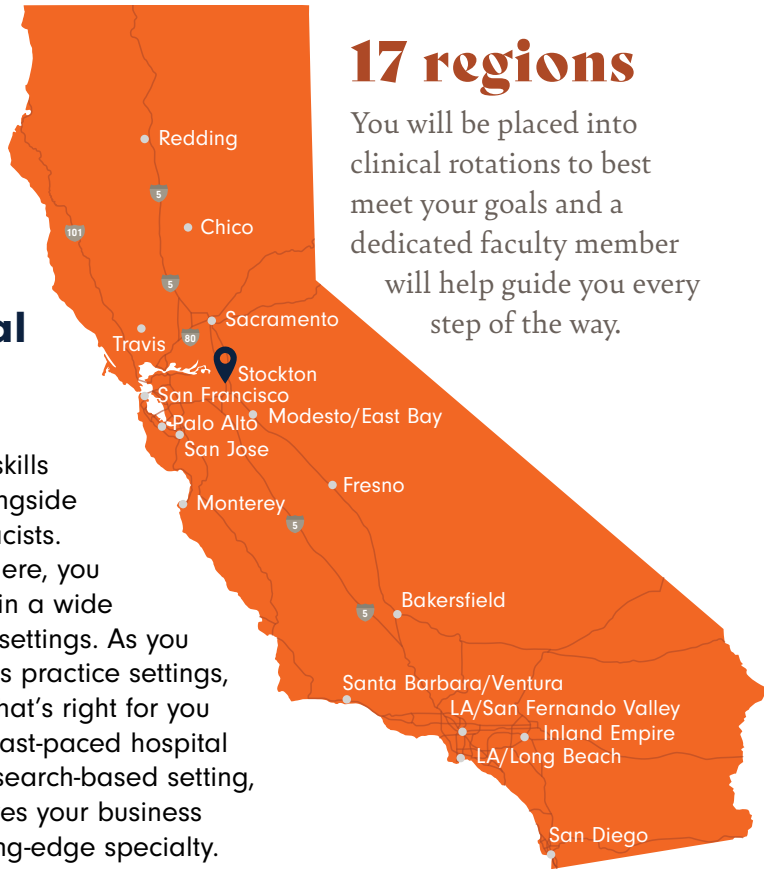 17 regions
You will be placed into
clinical rotations to best
meet your goals and a
dedicated faculty member
will help guide you every
step of the way.
Redding
5
101
Chico
5
Sacramento
80
Travis
Stockton
San Francisco
Modesto/East Bay
Palo Alto
San Jose
Fresno
Monterey
5
Bakersfield
5
Santa Barbara/Ventura
LA/San Fernando Valley
Inland Empire
LA/Long Beach
San Diego
al
skills
ngside
acists.
ere, you
in a wide
settings. As you
s practice settings,
hat’s right for you
ast-paced hospital
search-based setting,
es your business
ng-edge specialty.